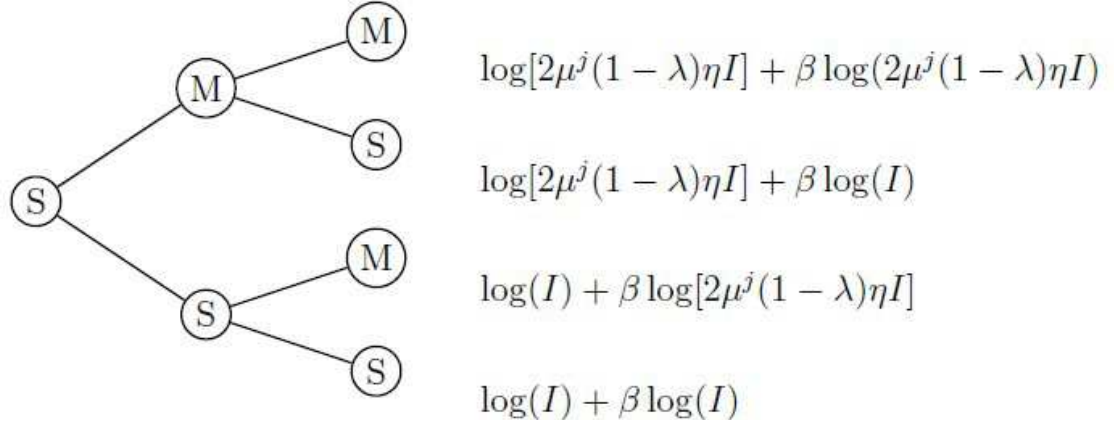 M
log[2μ^j(1 − λ)ηI] + β log(2μ^j(1 − λ)ηI)
M
S
log[2μ^j(1 − λ)ηI] + β log(I)
S
M
log(I) + β log[2μ^j(1 − λ)ηI]
S
S
log(I) + β log(I)